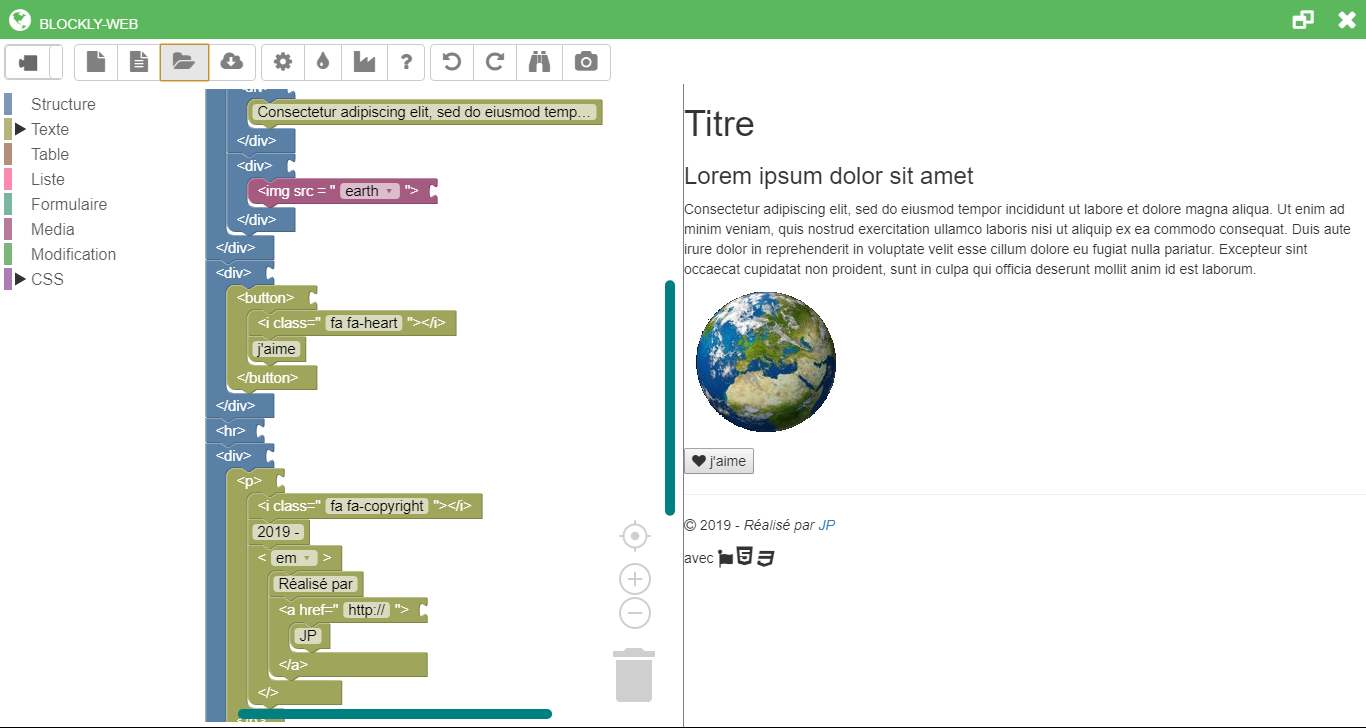 BLOCKLY-WEB
?
Structure
Texte
Table
Liste
Formulaire
Media
Modification
CSS
Consectetur adipiscing elit, sed do eiusmod temp...
</div>
<div>
<img src = " earth ">
</div>
</div>
<div>
<button>
<i class=" fa fa-heart "></i>
j'aime
</button>
</div>
<hr>
<div>
<p>
<i class=" fa fa-copyright "></i>
2019 -
< em >
Réalisé par
<a href=" http:// ">
JP
</a>
</>
Titre
Lorem ipsum dolor sit amet
Consectetur adipiscing elit, sed do eiusmod tempor incididunt ut labore et dolore magna aliqua. Ut enim ad
minim veniam, quis nostrud exercitation ullamco laboris nisi ut aliquip ex ea commodo consequat. Duis aute
irure dolor in reprehenderit in voluptate velit esse cillum dolore eu fugiat nulla pariatur. Excepteur sint
occaecat cupidatat non proident, sunt in culpa qui officia deserunt mollit anim id est laborum.
j'aime
© 2019 - Réalisé par JP
avec